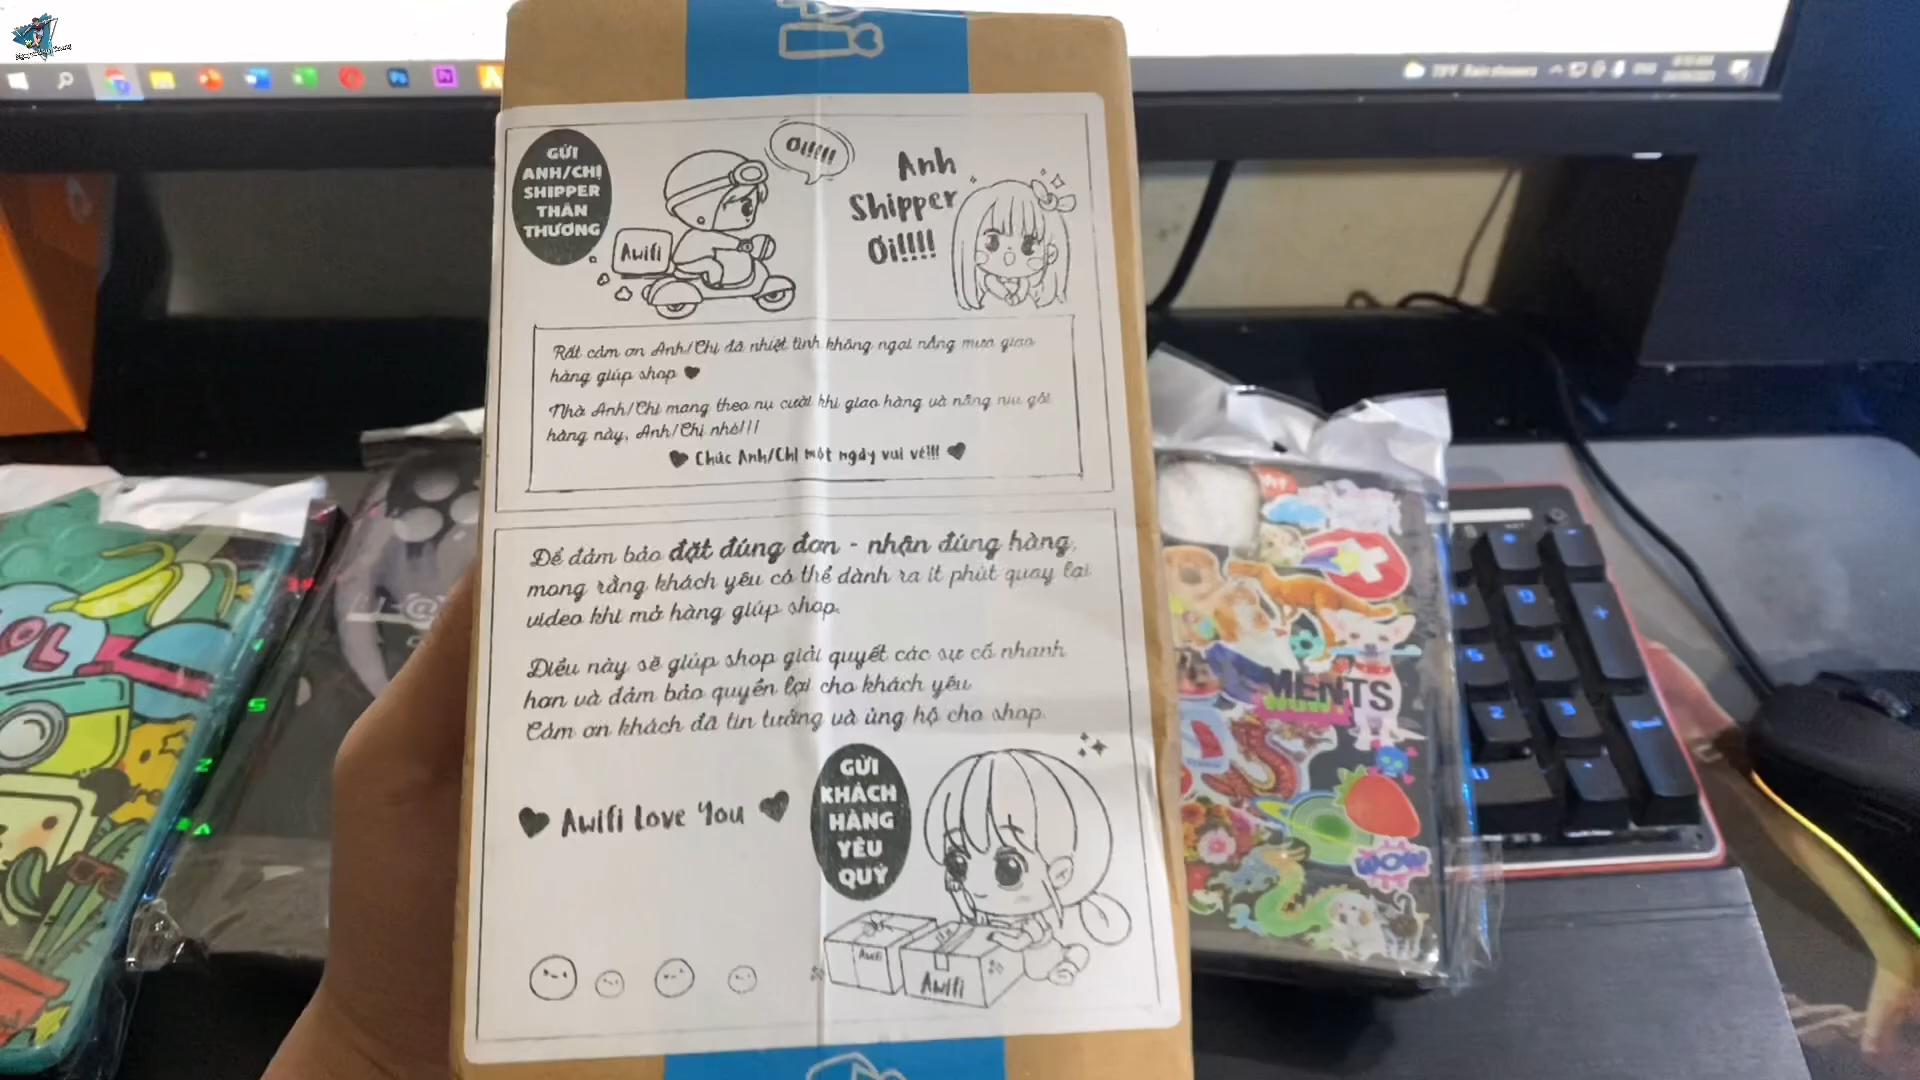 GỬI
ANH/CHỊ
SHIPPER
THÂN
THƯƠNG
Awifi
Ơi!!!!
Anh
Shipper
Ơi!!!!
Rất cảm ơn Anh/Chị đã nhiệt tình không ngại nắng mưa giao
hàng giúp shop
Nhờ Anh/Chị mang theo nụ cười khi giao hàng và nâng niu gói
hàng này, Anh/Chị nhé!!!
Chúc Anh/Chị một ngày vui vẻ!!!
Để đảm bảo đặt đúng đơn - nhận đúng hàng,
mong rằng khách yêu có thể dành ra ít phút quay lại
video khi mở hàng giúp shop.
Điều này sẽ giúp shop giải quyết các sự cố nhanh
hơn và đảm bảo quyền lợi cho khách yêu
Cảm ơn khách đã tin tưởng và ủng hộ cho shop.
Awifi Love You
GỬI
KHÁCH
HÀNG
YÊU
QUÝ
Awifi
Awifi
MENTS
WOW